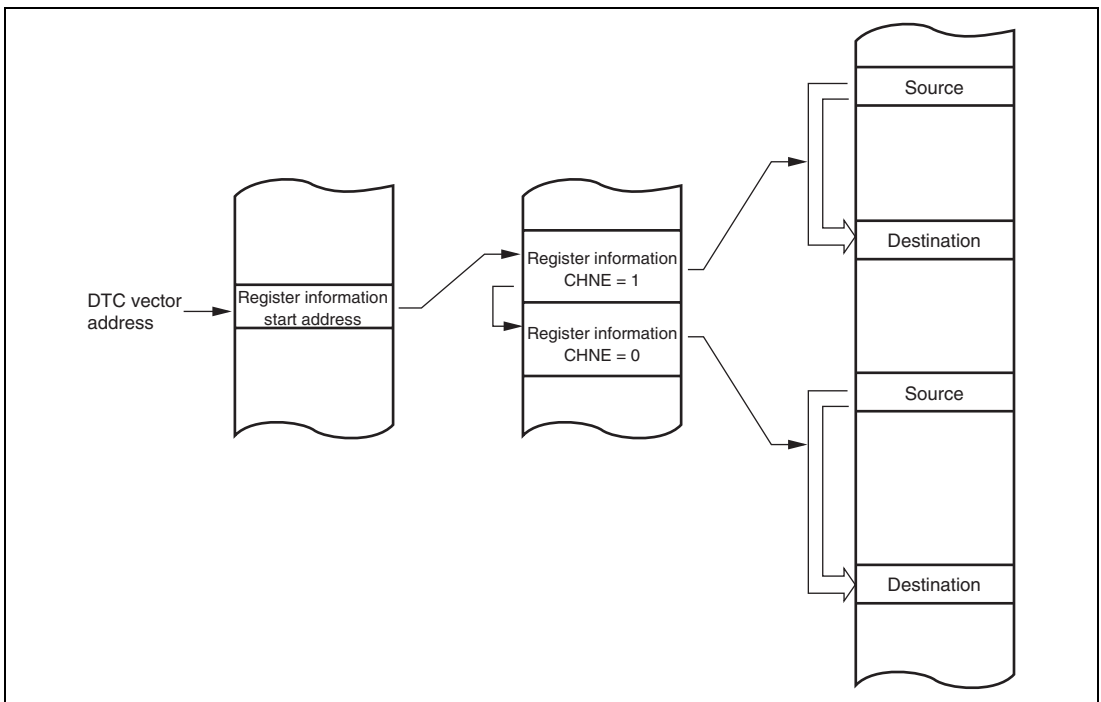 DTC vector
address
Register information
start address
Register information
CHNE = 1
Register information
CHNE = 0
Source
Destination
Source
Destination